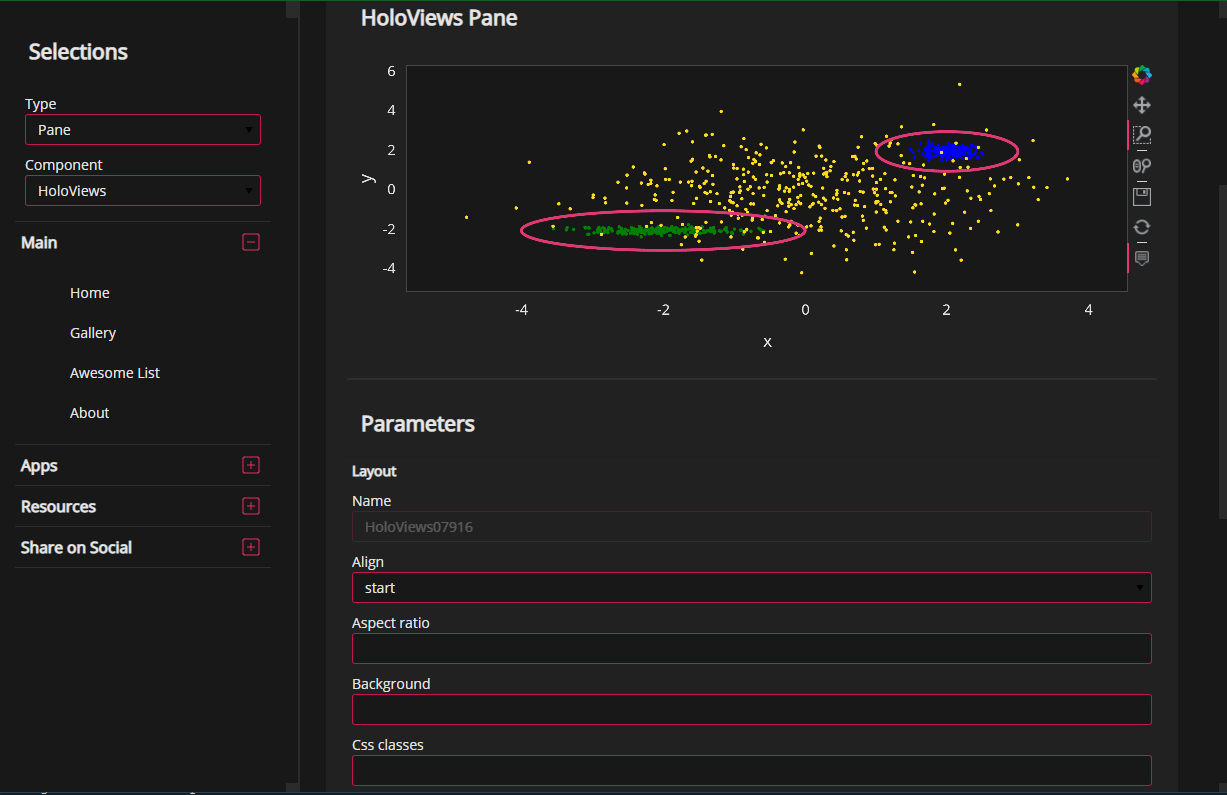 Selections
Type
Pane
Component
HoloViews
Main
Home
Gallery
Awesome List
About
Apps
Resources
Share on Social
HoloViews Pane
6
4
2
0
-2
-4
y
-4
-2
0
2
4
x
Parameters
Layout
Name
HoloViews07916
Align
start
Aspect ratio
Background
Css classes